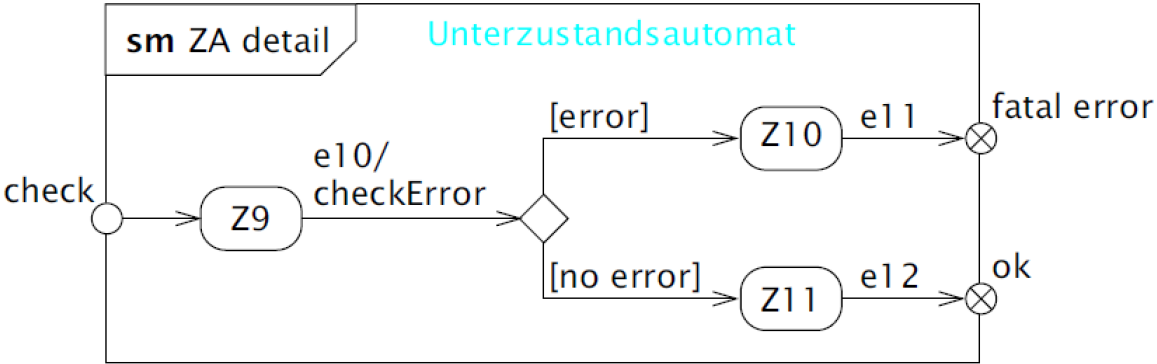 sm ZA detail
Unterzustandsautomat
check
Z9
e10/
checkError
[error]
Z10
e11
fatal error
[no error]
Z11
e12
ok